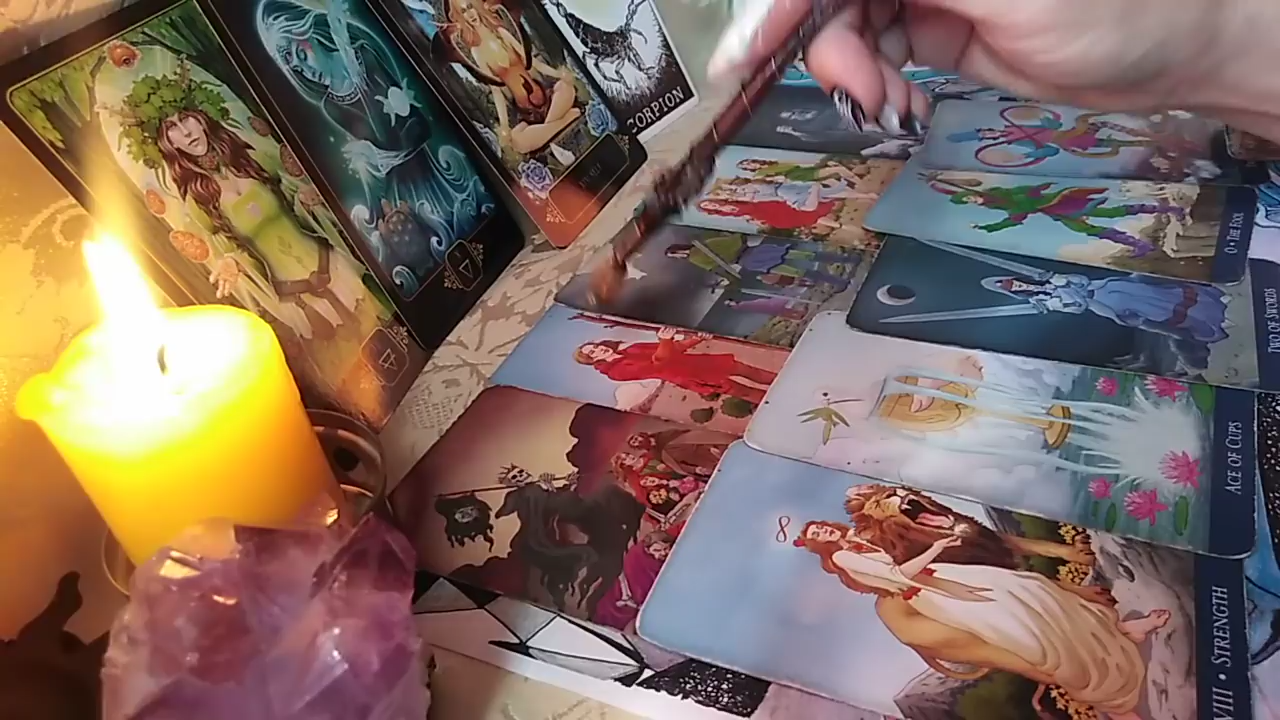 CORPION
0 • THE FOOL
TWO OF SWORDS
ACE OF CUPS
VIII • STRENGTH
8